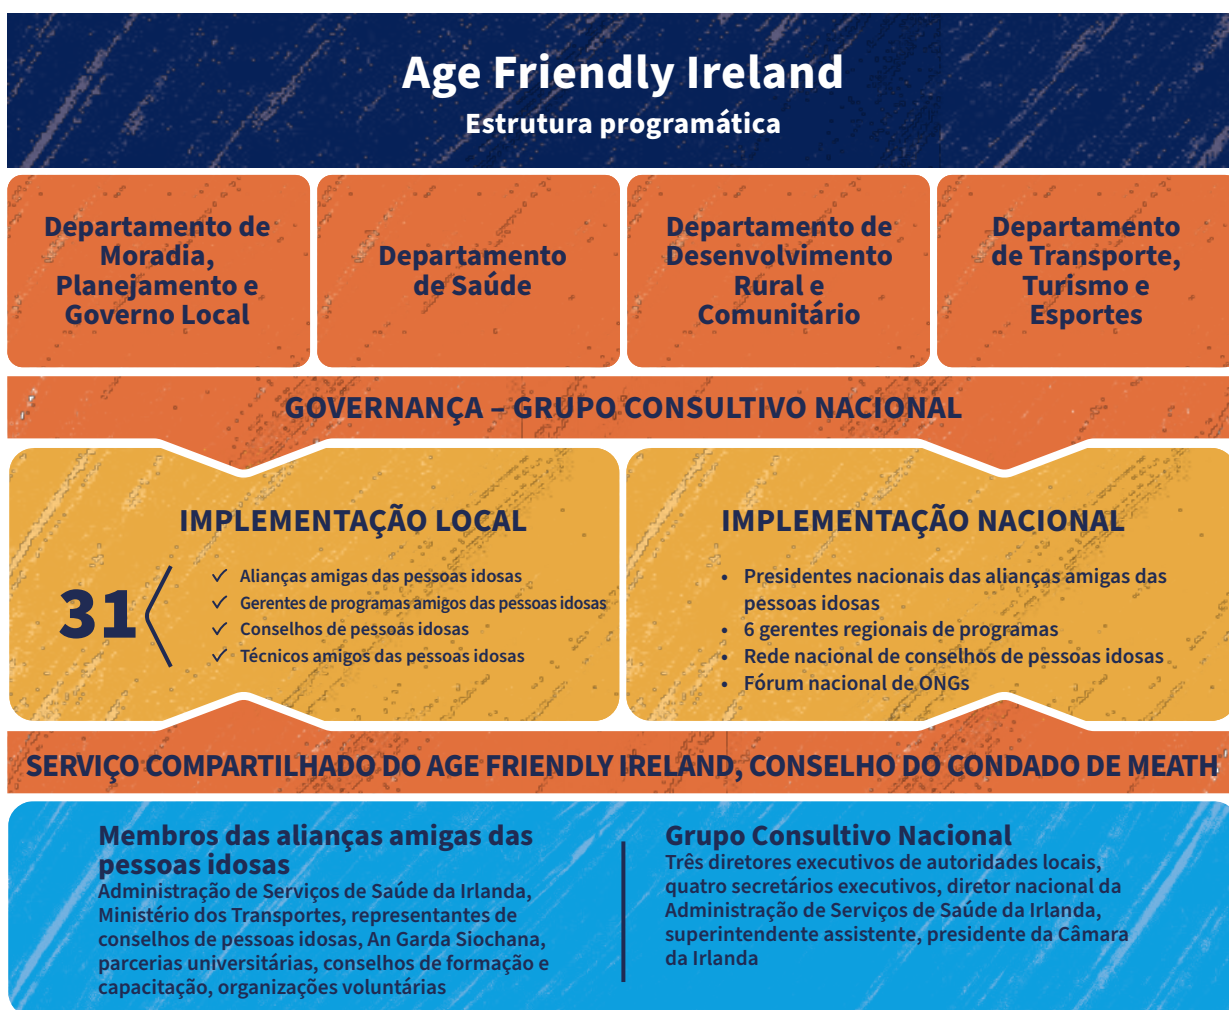 Age Friendly Ireland
Estrutura programática
Departamento de
Moradia,
Planejamento e
Governo Local
Departamento
de Saúde
Departamento de
Desenvolvimento
Rural e
Comunitário
Departamento
de Transporte,
Turismo e
Esportes
GOVERNANÇA – GRUPO CONSULTIVO NACIONAL
IMPLEMENTAÇÃO LOCAL
31
✓ Alianças amigas das pessoas idosas
✓ Gerentes de programas amigos das pessoas idosas
✓ Conselhos de pessoas idosas
✓ Técnicos amigos das pessoas idosas
IMPLEMENTAÇÃO NACIONAL
• Presidentes nacionais das alianças amigas das
pessoas idosas
• 6 gerentes regionais de programas
• Rede nacional de conselhos de pessoas idosas
• Fórum nacional de ONGs
SERVIÇO COMPARTILHADO DO AGE FRIENDLY IRELAND, CONSELHO DO CONDADO DE MEATH
Membros das alianças amigas das
pessoas idosas
Administração de Serviços de Saúde da Irlanda,
Ministério dos Transportes, representantes de
conselhos de pessoas idosas, An Garda Siochana,
parcerias universitárias, conselhos de formação e
capacitação, organizações voluntárias
Grupo Consultivo Nacional
Três diretores executivos de autoridades locais,
quatro secretários executivos, diretor nacional da
Administração de Serviços de Saúde da Irlanda,
superintendente assistente, presidente da Câmara
da Irlanda